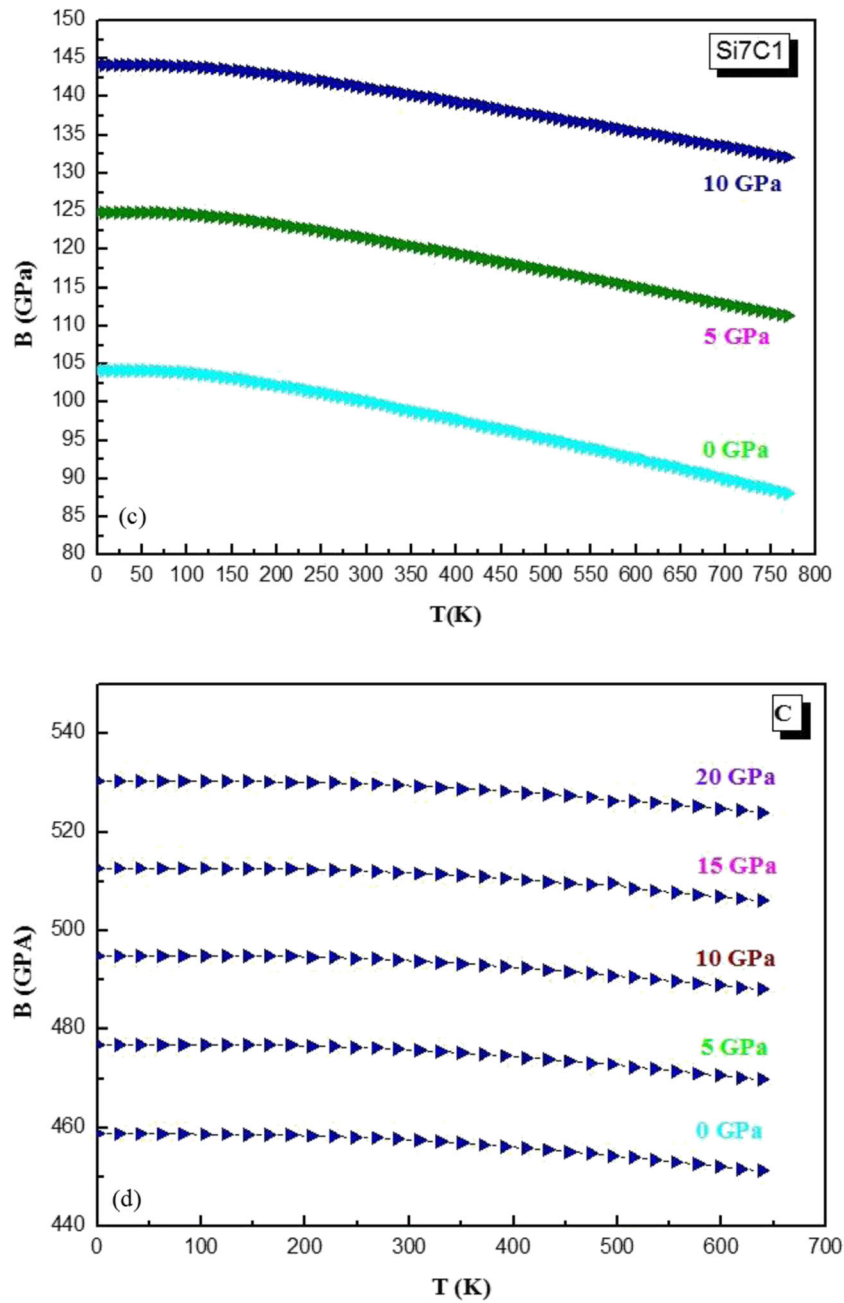 150
145
140
135
130
125
120
115
110
105
100
95
90
85
80
B (GPa)
Si7C1
10 GPa
5 GPa
0 GPa
(c)
0 50 100 150 200 250 300 350 400 450 500 550 600 650 700 750 800
T(K)
540
520
500
480
460
440
B (GPA)
C
20 GPa
15 GPa
10 GPa
5 GPa
0 GPa
(d)
0 100 200 300 400 500 600 700
T (K)